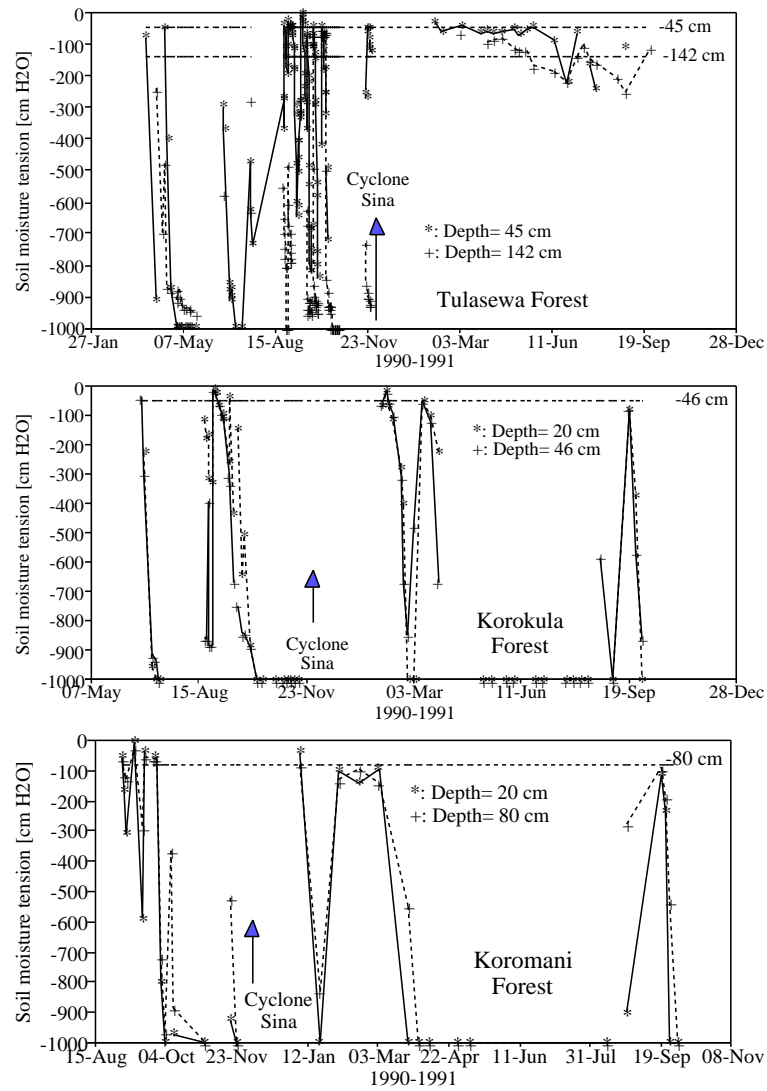 0
-100
-200
-300
-400
-500
-600
-700
-800
-900
-1000
Soil moisture tension [cm H2O]
-45 cm
-142 cm
Cyclone
Sina
*: Depth= 45 cm
+: Depth= 142 cm
Tulasewa Forest
27-Jan 07-May 15-Aug 23-Nov 03-Mar 11-Jun 19-Sep 28-Dec
1990-1991
0
-100
-200
-300
-400
-500
-600
-700
-800
-900
-1000
Soil moisture tension [cm H2O]
-46 cm
*: Depth= 20 cm
+: Depth= 46 cm
Cyclone
Sina
Korokula
Forest
07-May 15-Aug 23-Nov 03-Mar 11-Jun 19-Sep 28-Dec
1990-1991
0
-100
-200
-300
-400
-500
-600
-700
-800
-900
-1000
Soil moisture tension [cm H2O]
-80 cm
*: Depth= 20 cm
+: Depth= 80 cm
Cyclone
Sina
Koromani
Forest
15-Aug 04-Oct 23-Nov 12-Jan 03-Mar 22-Apr 11-Jun 31-Jul 19-Sep 08-Nov
1990-1991